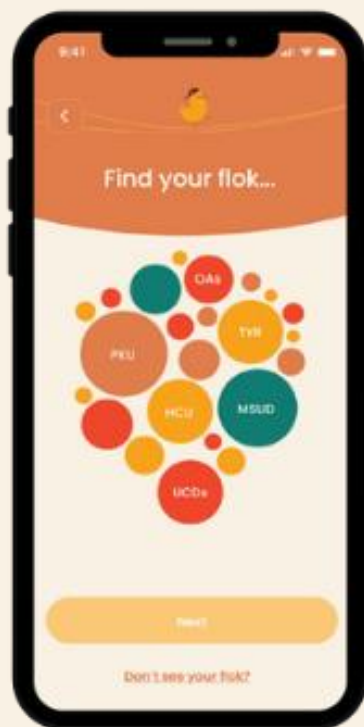 9:41
Find your flok...
OAs
TYR
PKU
HCU
MSUD
UCDs
Next
Don't see your flok?